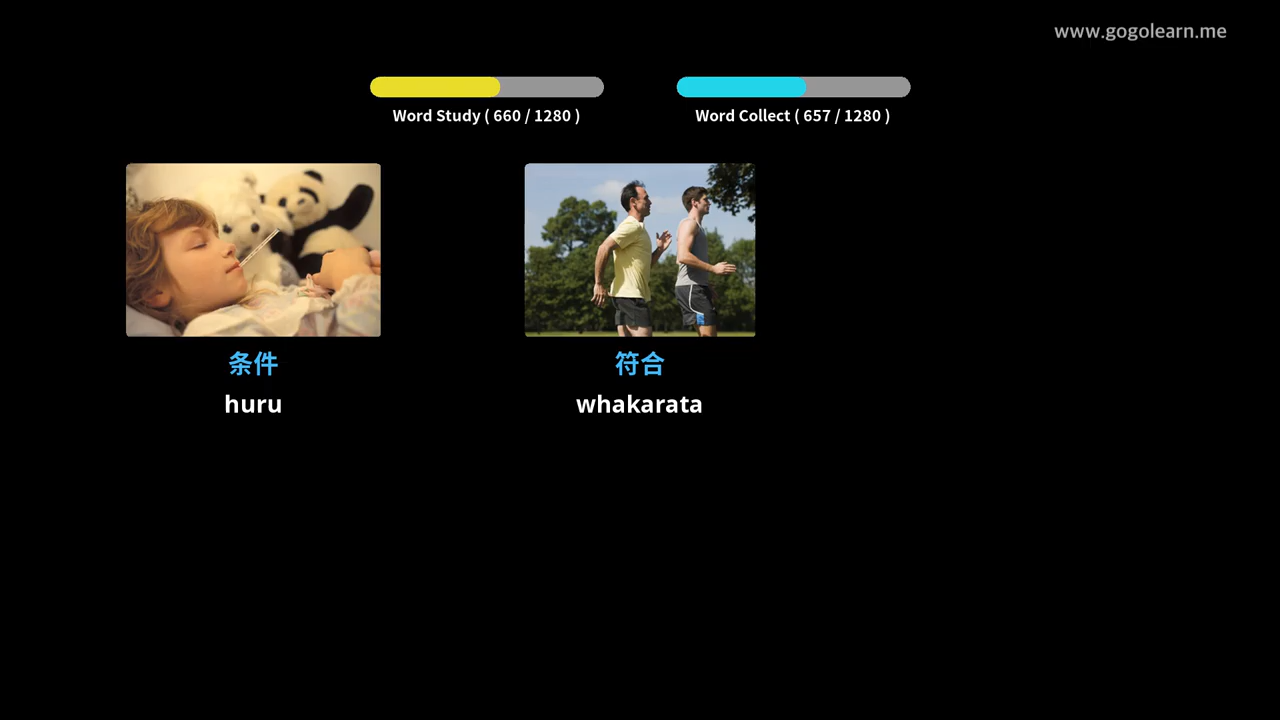 www.gogolearn.me
Word Study ( 660 / 1280 )
Word Collect ( 657 / 1280 )
条件
huru
符合
whakarata